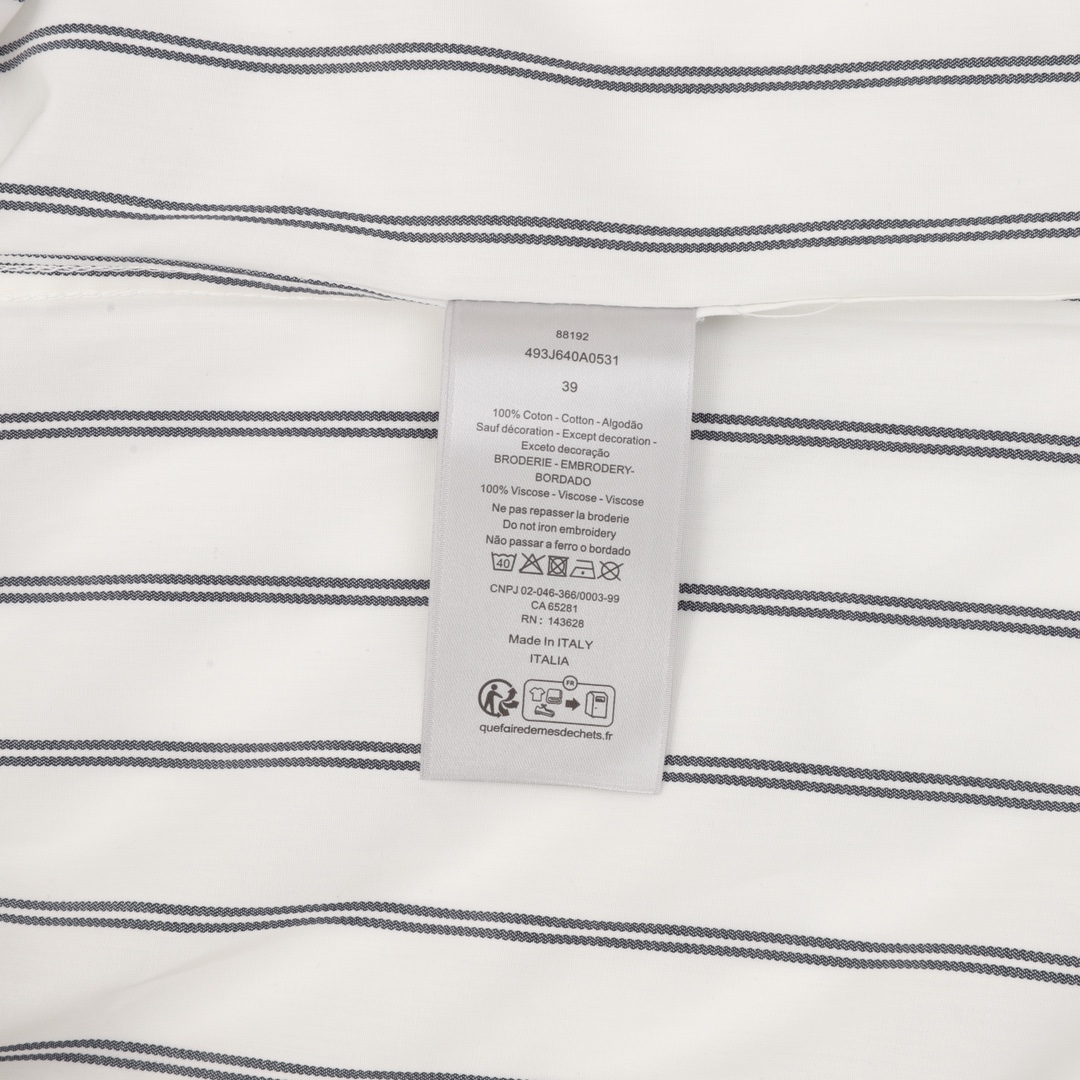 88192
493J640A0531
39
100% Coton - Cotton - Algodão
Sauf décoration - Except decoration -
Exceto decoração
BRODERIE - EMBRODERY-
BORDADO
100% Viscose - Viscose - Viscose
Ne pas repasser la broderie
Do not iron embroidery
Não passar a ferro o bordado
40
CNPJ 02-046-366/0003-99
CA 65281
RN : 143628
Made In ITALY
ITALIA
FR
quefairedemesdechets.fr